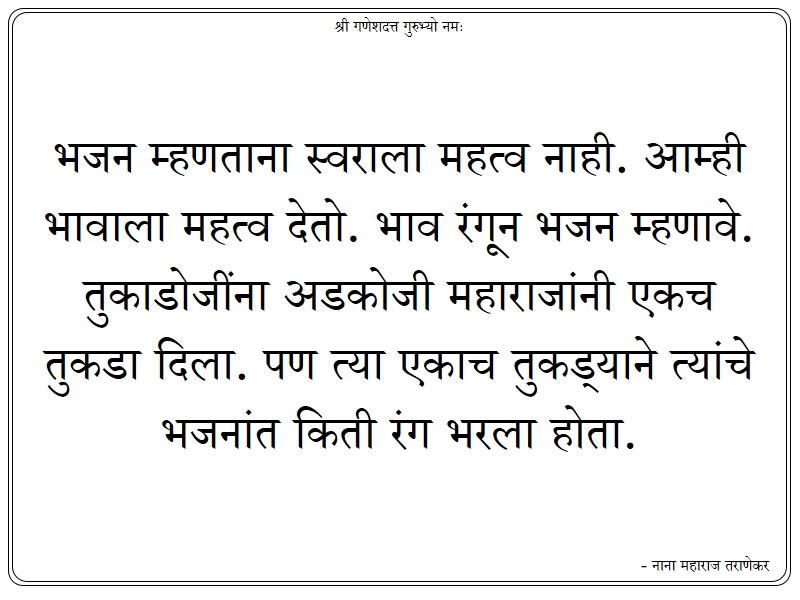 श्री गणेशदत्त गुरुभ्यो नमः
भजन म्हणताना स्वराला महत्व नाही. आम्ही
भावाला महत्व देतो. भाव रंगून भजन म्हणावे.
तुकाडोजींना अडकोजी महाराजांनी एकच
तुकडा दिला. पण त्या एकाच तुकड्याने त्यांचे
भजनांत किती रंग भरला होता.
- नाना महाराज तराणेकर